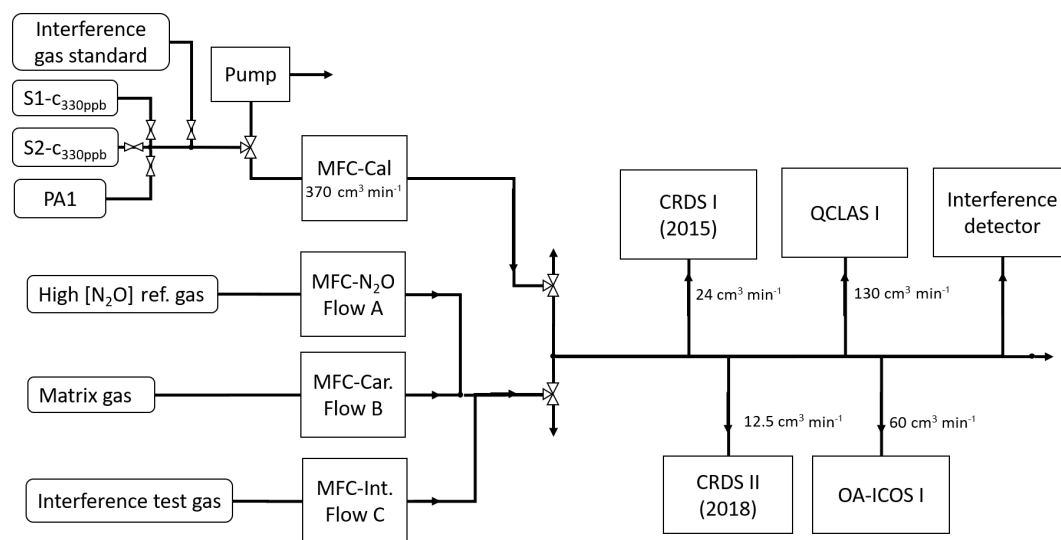 Interference
gas standard
Pump
S1-c330ppb
S2-c330ppb
PA1
MFC-Cal
370 cm³ min⁻¹
High [N₂O] ref. gas
MFC-N₂O
Flow A
Matrix gas
MFC-Car.
Flow B
Interference test gas
MFC-Int.
Flow C
CRDS I
(2015)
QCLAS I
Interference
detector
24 cm³ min⁻¹
130 cm³ min⁻¹
12.5 cm³ min⁻¹
60 cm³ min⁻¹
CRDS II
(2018)
OA-ICOS I